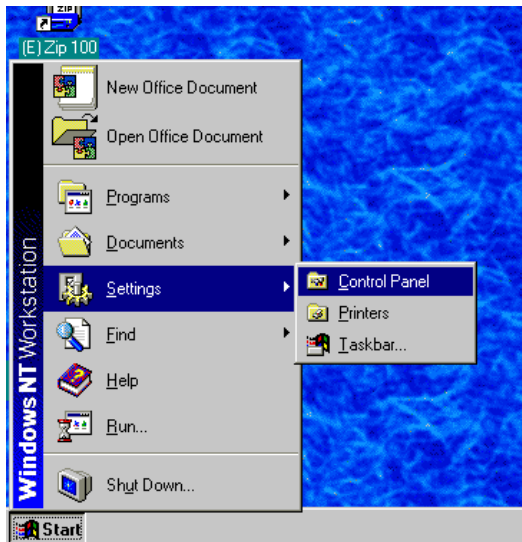 ZIP
(E) Zip 100
New Office Document
Open Office Document
Programs
Documents
Settings
Find
Help
Run...
Shut Down...
Control Panel
Printers
Taskbar...
Windows NT Workstation
Start